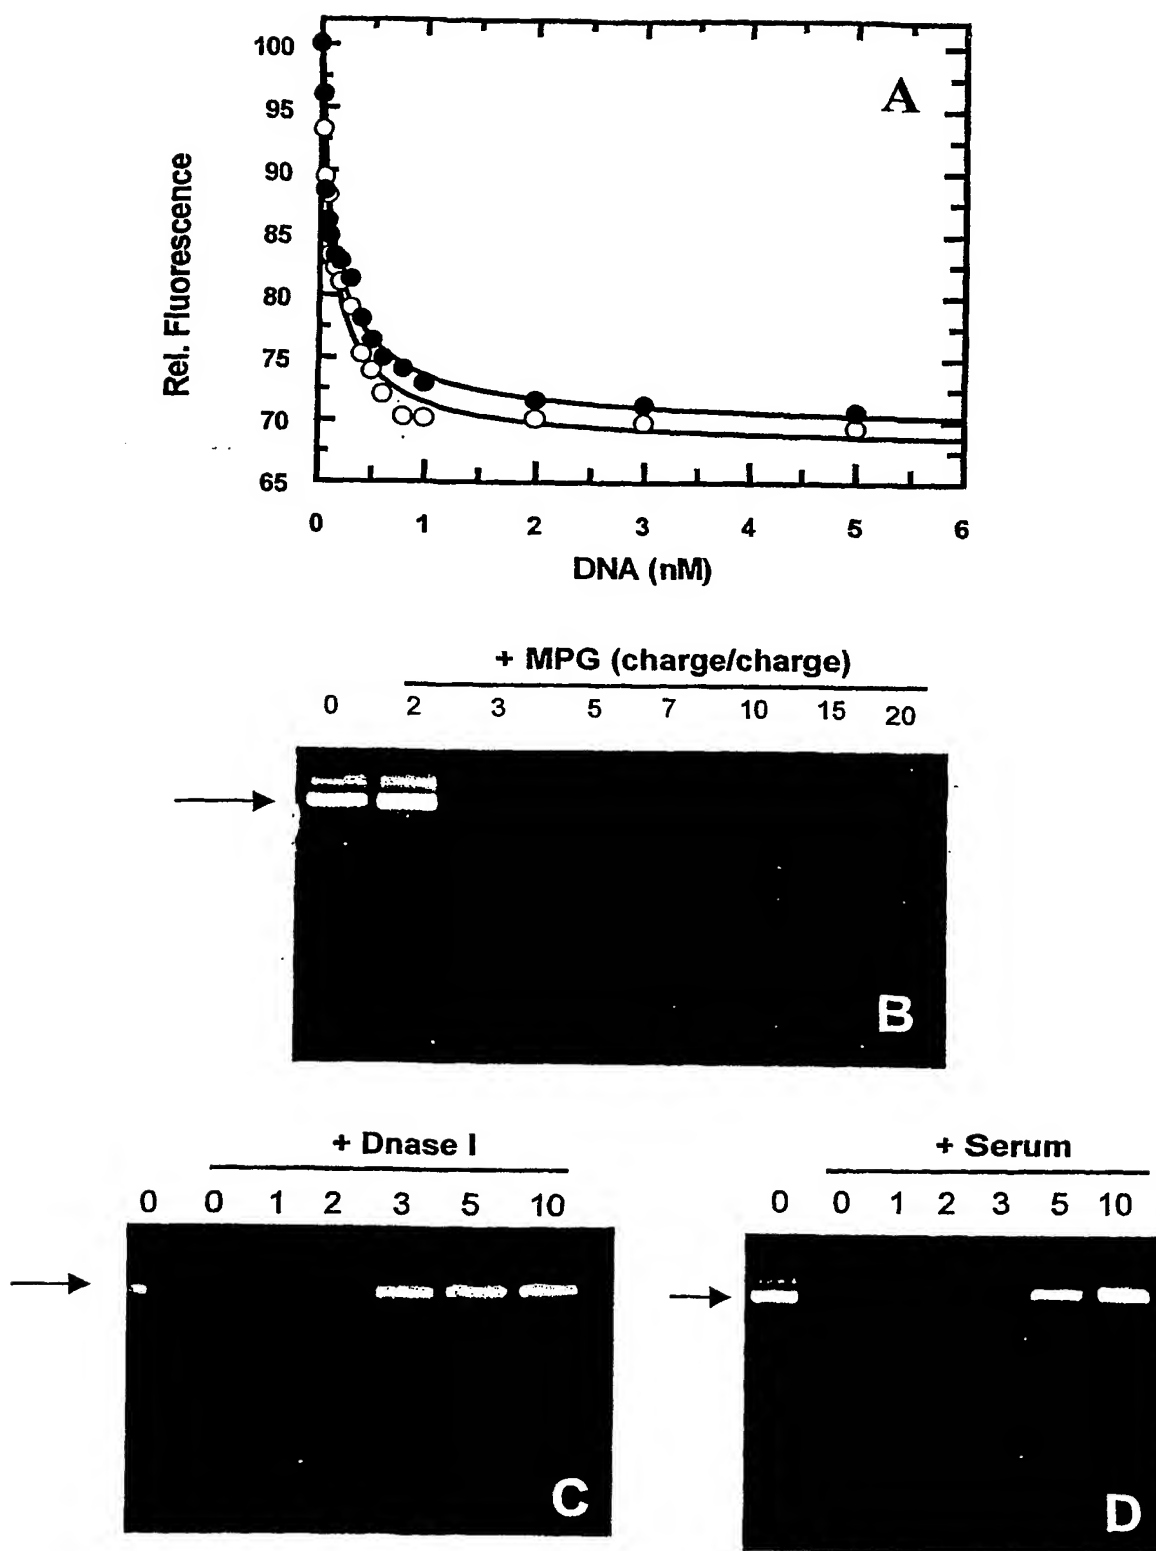 A
100
95
90
85
80
75
70
65
Rel. Fluorescence
0 1 2 3 4 5 6
DNA (nM)
+ MPG (charge/charge)
0 2 3 5 7 10 15 20
B
+ Dnase I
0 0 1 2 3 5 10
C
+ Serum
0 0 1 2 3 5 10
D